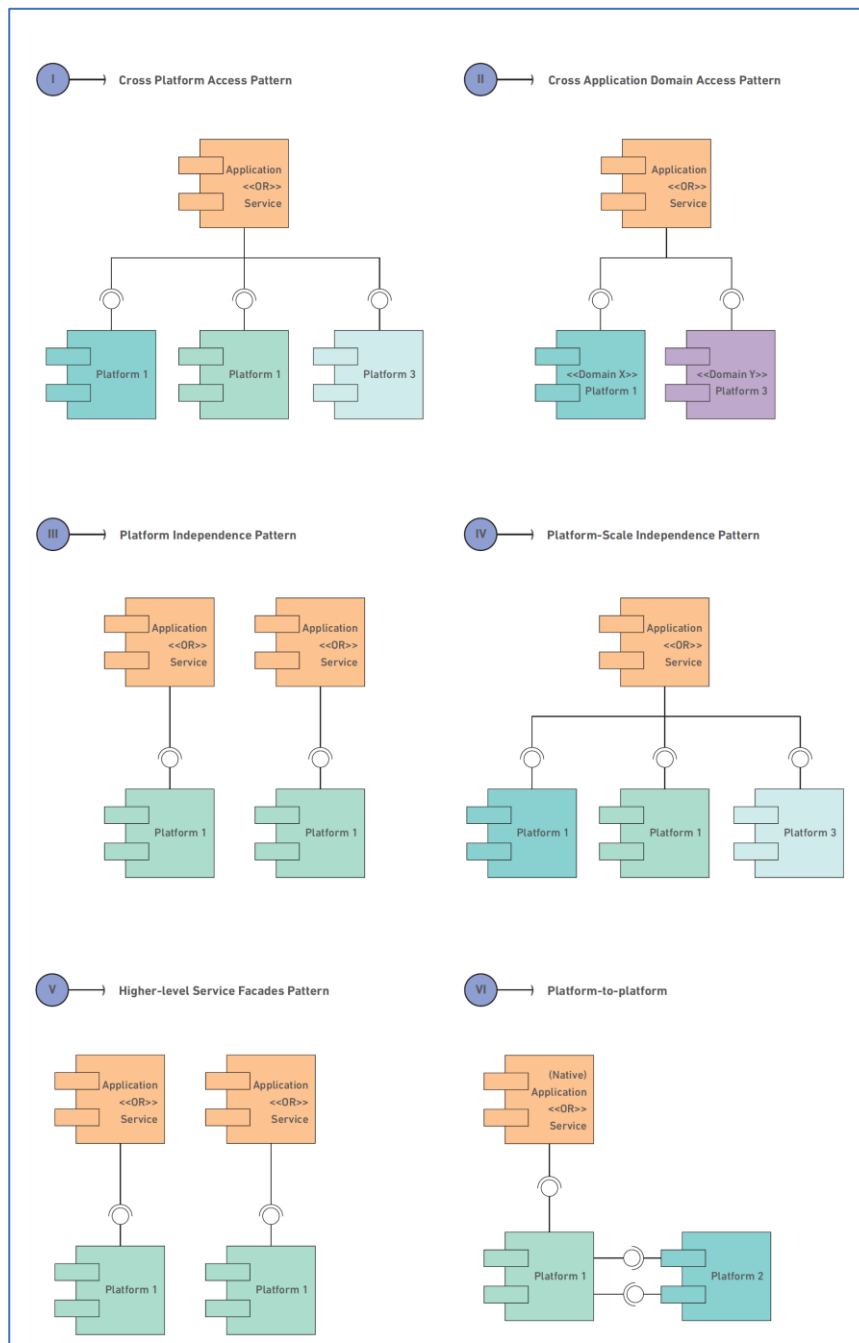 I
Cross Platform Access Pattern
II
Cross Application Domain Access Pattern
Application
<<OR>>
Service
Application
<<OR>>
Service
Platform 1
Platform 1
Platform 3
<<Domain X>>
Platform 1
<<Domain Y>>
Platform 3
III
Platform Independence Pattern
IV
Platform-Scale Independence Pattern
Application
<<OR>>
Service
Application
<<OR>>
Service
Application
<<OR>>
Service
Platform 1
Platform 1
Platform 1
Platform 1
Platform 3
V
Higher-level Service Facades Pattern
VI
Platform-to-platform
Application
<<OR>>
Service
Application
<<OR>>
Service
(Native)
Application
<<OR>>
Service
Platform 1
Platform 1
Platform 1
Platform 2